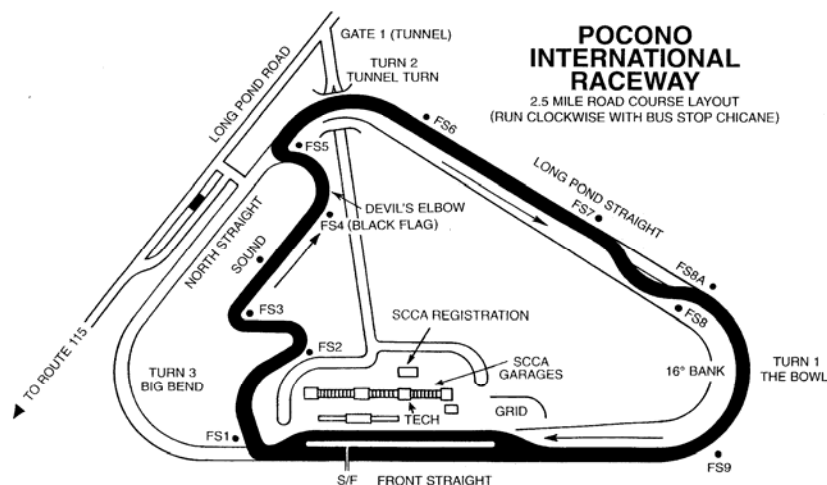 POCONO
INTERNATIONAL
RACEWAY
2.5 MILE ROAD COURSE LAYOUT
(RUN CLOCKWISE WITH BUS STOP CHICANE)
GATE 1 (TUNNEL)
TURN 2
TUNNEL TURN
LONG POND ROAD
FS6
FS5
LONG POND STRAIGHT
FS7
DEVIL'S ELBOW
FS4 (BLACK FLAG)
NORTH STRAIGHT
SOUND
FS8A
FS3
FS8
SCCA REGISTRATION
FS2
SCCA
GARAGES
TO ROUTE 115
TURN 3
BIG BEND
16° BANK
TURN 1
THE BOWL
GRID
TECH
FS1
FS9
S/F
FRONT STRAIGHT